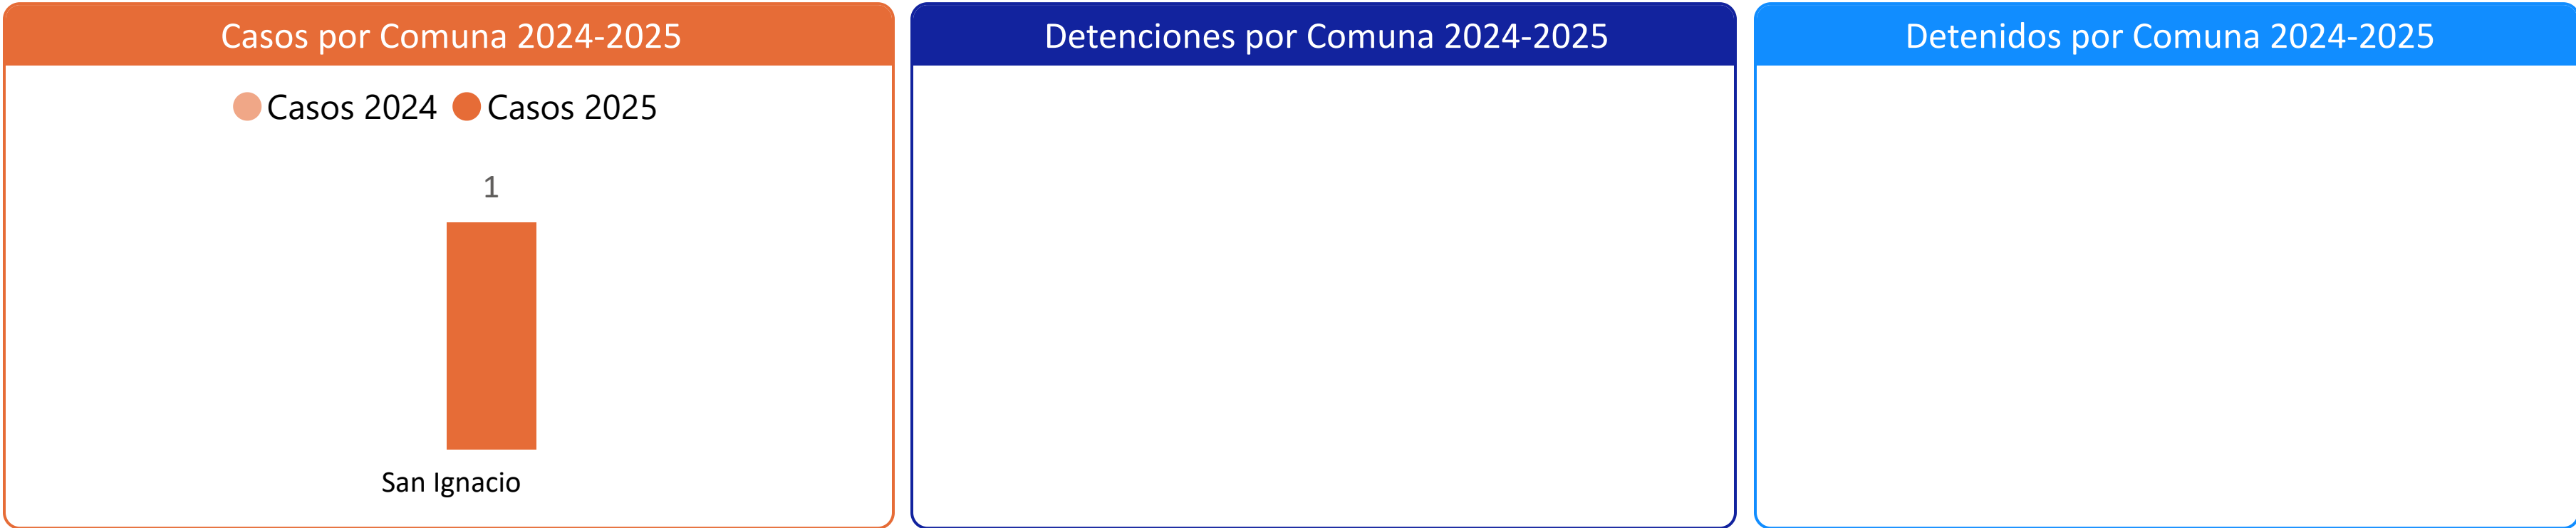 Casos por Comuna 2024-2025
Casos 2024 Casos 2025
1
San Ignacio
Detenciones por Comuna 2024-2025
Detenidos por Comuna 2024-2025